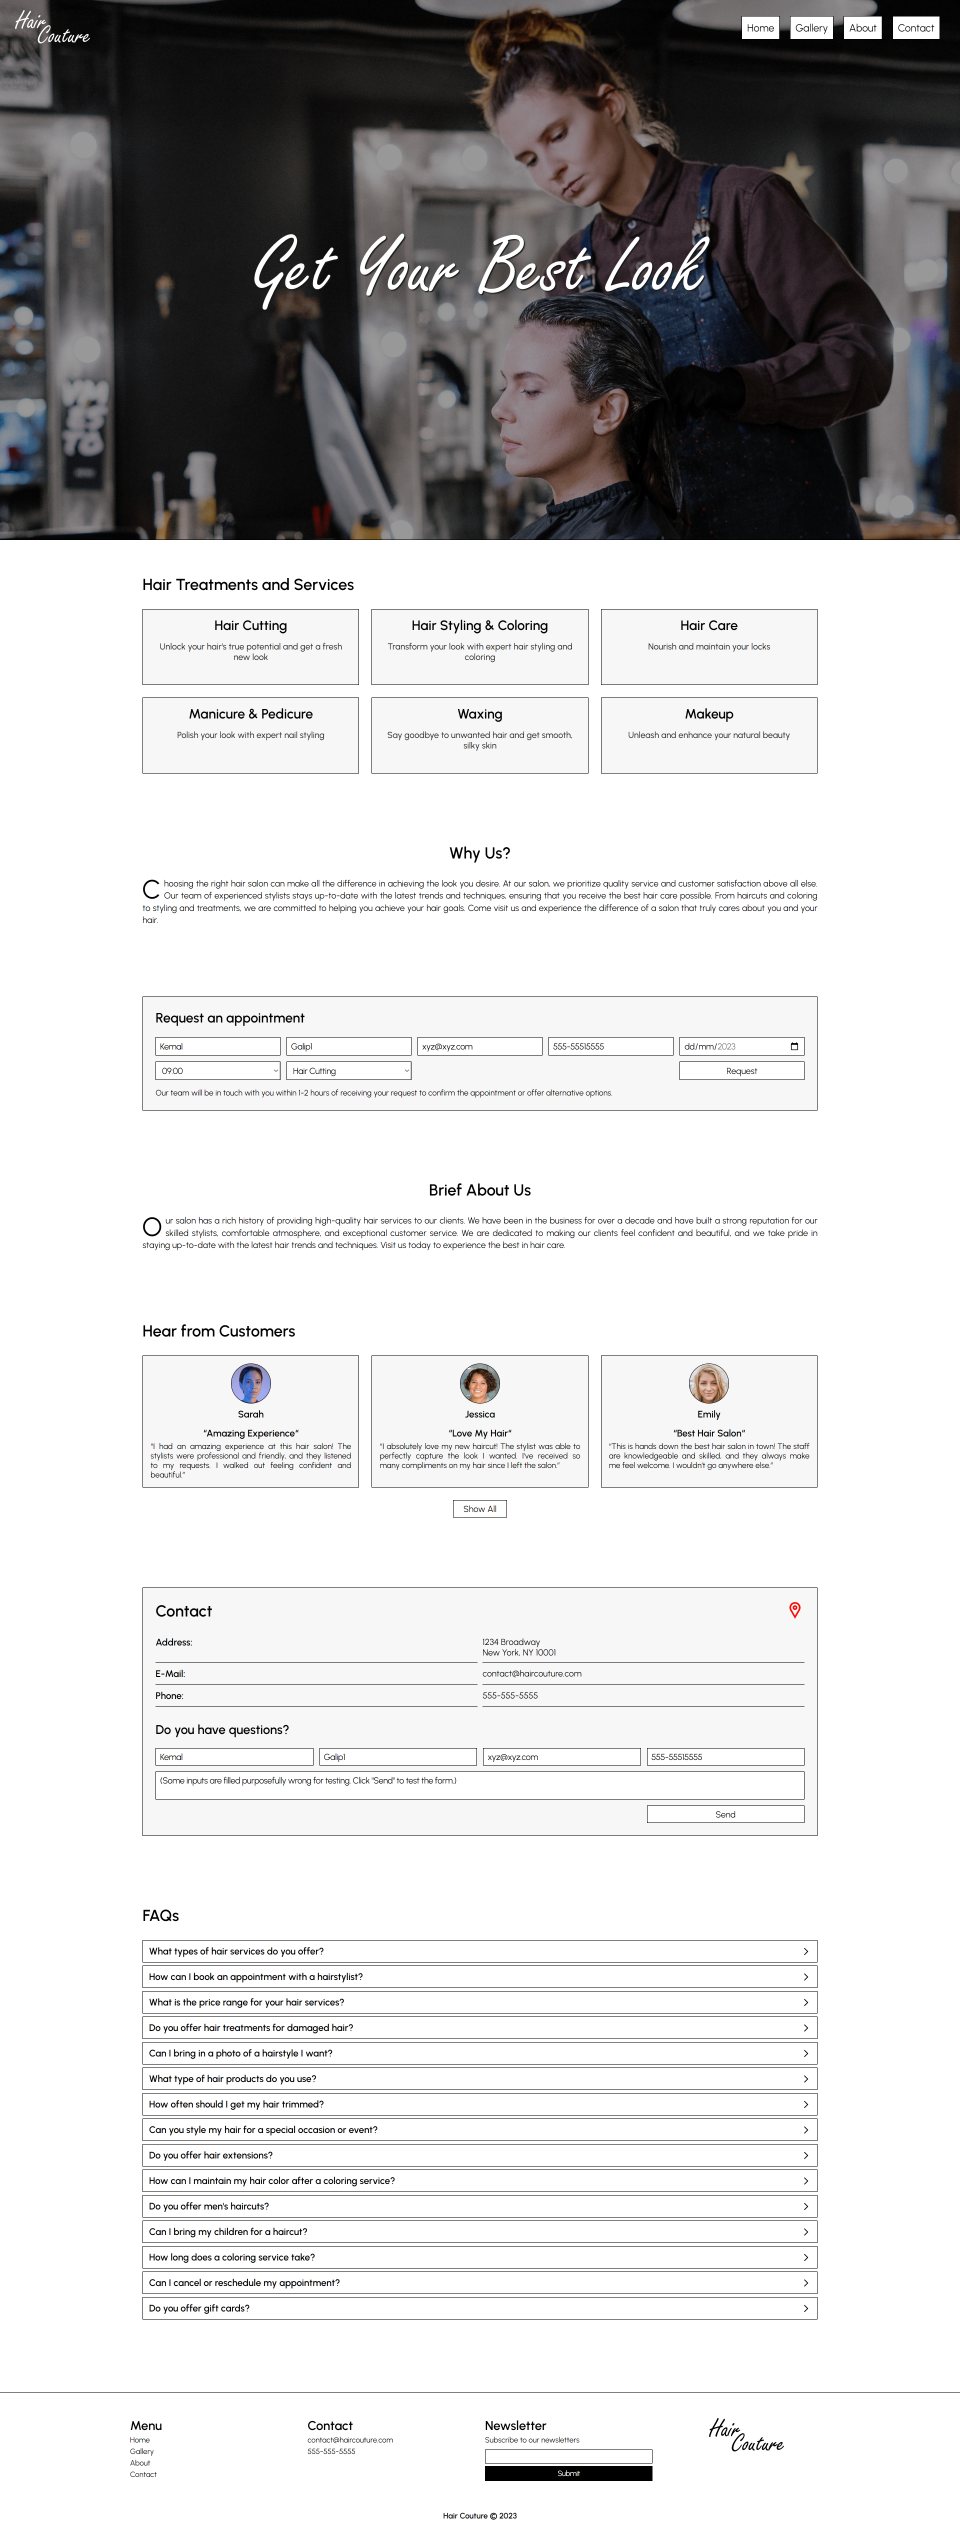 Hair
Couture
Home
Gallery
About
Contact
Get Your Best Look
Hair Treatments and Services
Hair Cutting
Unlock your hair's true potential and get a fresh
new look
Hair Styling & Coloring
Transform your look with expert hair styling and
coloring
Hair Care
Nourish and maintain your locks
Manicure & Pedicure
Polish your look with expert nail styling
Waxing
Say goodbye to unwanted hair and get smooth,
silky skin
Makeup
Unleash and enhance your natural beauty
Why Us?
Choosing the right hair salon can make all the difference in achieving the look you desire. At our salon, we prioritize quality service and customer satisfaction above all else.
Our team of experienced stylists stays up-to-date with the latest trends and techniques, ensuring that you receive the best hair care possible. From haircuts and coloring
to styling and treatments, we are committed to helping you achieve your hair goals. Come visit us and experience the difference of a salon that truly cares about you and your
hair.
Request an appointment
Kemal
Galip1
xyz@xyz.com
555-55515555
dd/mm/2023
09:00
Hair Cutting
Request
Our team will be in touch with you within 1-2 hours of receiving your request to confirm the appointment or offer alternative options.
Brief About Us
Our salon has a rich history of providing high-quality hair services to our clients. We have been in the business for over a decade and have built a strong reputation for our
skilled stylists, comfortable atmosphere, and exceptional customer service. We are dedicated to making our clients feel confident and beautiful, and we take pride in
staying up-to-date with the latest hair trends and techniques. Visit us today to experience the best in hair care.
Hear from Customers
Sarah
"Amazing Experience"
"I had an amazing experience at this hair salon! The
stylists were professional and friendly, and they listened
to my requests. I walked out feeling confident and
beautiful."
Jessica
"Love My Hair"
"I absolutely love my new haircut! The stylist was able to
perfectly capture the look I wanted. I've received so
many compliments on my hair since I left the salon."
Emily
"Best Hair Salon"
"This is hands down the best hair salon in town! The staff
are knowledgeable and skilled, and they always make
me feel welcome. I wouldn't go anywhere else."
Show All
Contact
Address:
1234 Broadway
New York, NY 10001
E-Mail:
contact@haircouture.com
Phone:
555-555-5555
Do you have questions?
Kemal
Galip1
xyz@xyz.com
555-55515555
(Some inputs are filled purposefully wrong for testing. Click "Send" to test the form.)
Send
FAQs
What types of hair services do you offer?
How can I book an appointment with a hairstylist?
What is the price range for your hair services?
Do you offer hair treatments for damaged hair?
Can I bring in a photo of a hairstyle I want?
What type of hair products do you use?
How often should I get my hair trimmed?
Can you style my hair for a special occasion or event?
Do you offer hair extensions?
How can I maintain my hair color after a coloring service?
Do you offer men's haircuts?
Can I bring my children for a haircut?
How long does a coloring service take?
Can I cancel or reschedule my appointment?
Do you offer gift cards?
Menu
Home
Gallery
About
Contact
Contact
contact@haircouture.com
555-555-5555
Newsletter
Subscribe to our newsletters
Submit
Hair
Couture
Hair Couture © 2023